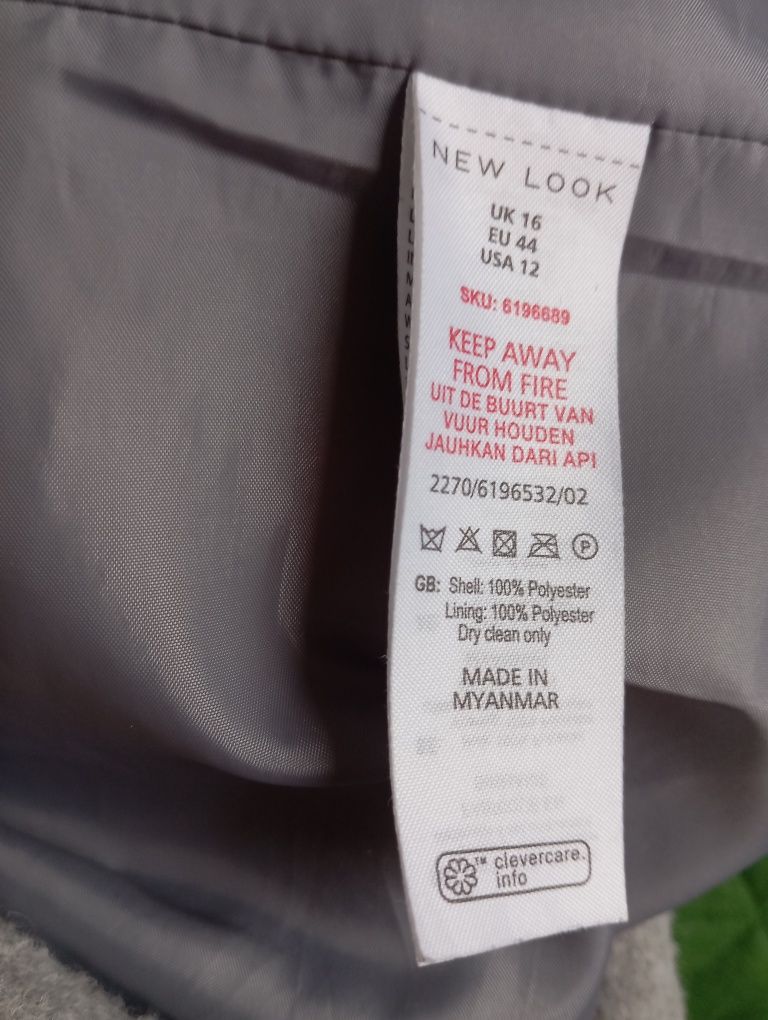 NEW LOOK
UK 16
EU 44
USA 12
SKU: 6196689
KEEP AWAY
FROM FIRE
UIT DE BUURT VAN
VUUR HOUDEN
JAUHKAN DARI API
2270/6196532/02
P
GB: Shell: 100% Polyester
Lining: 100% Polyester
Dry clean only
MADE IN
MYANMAR
™ clevercare.
info